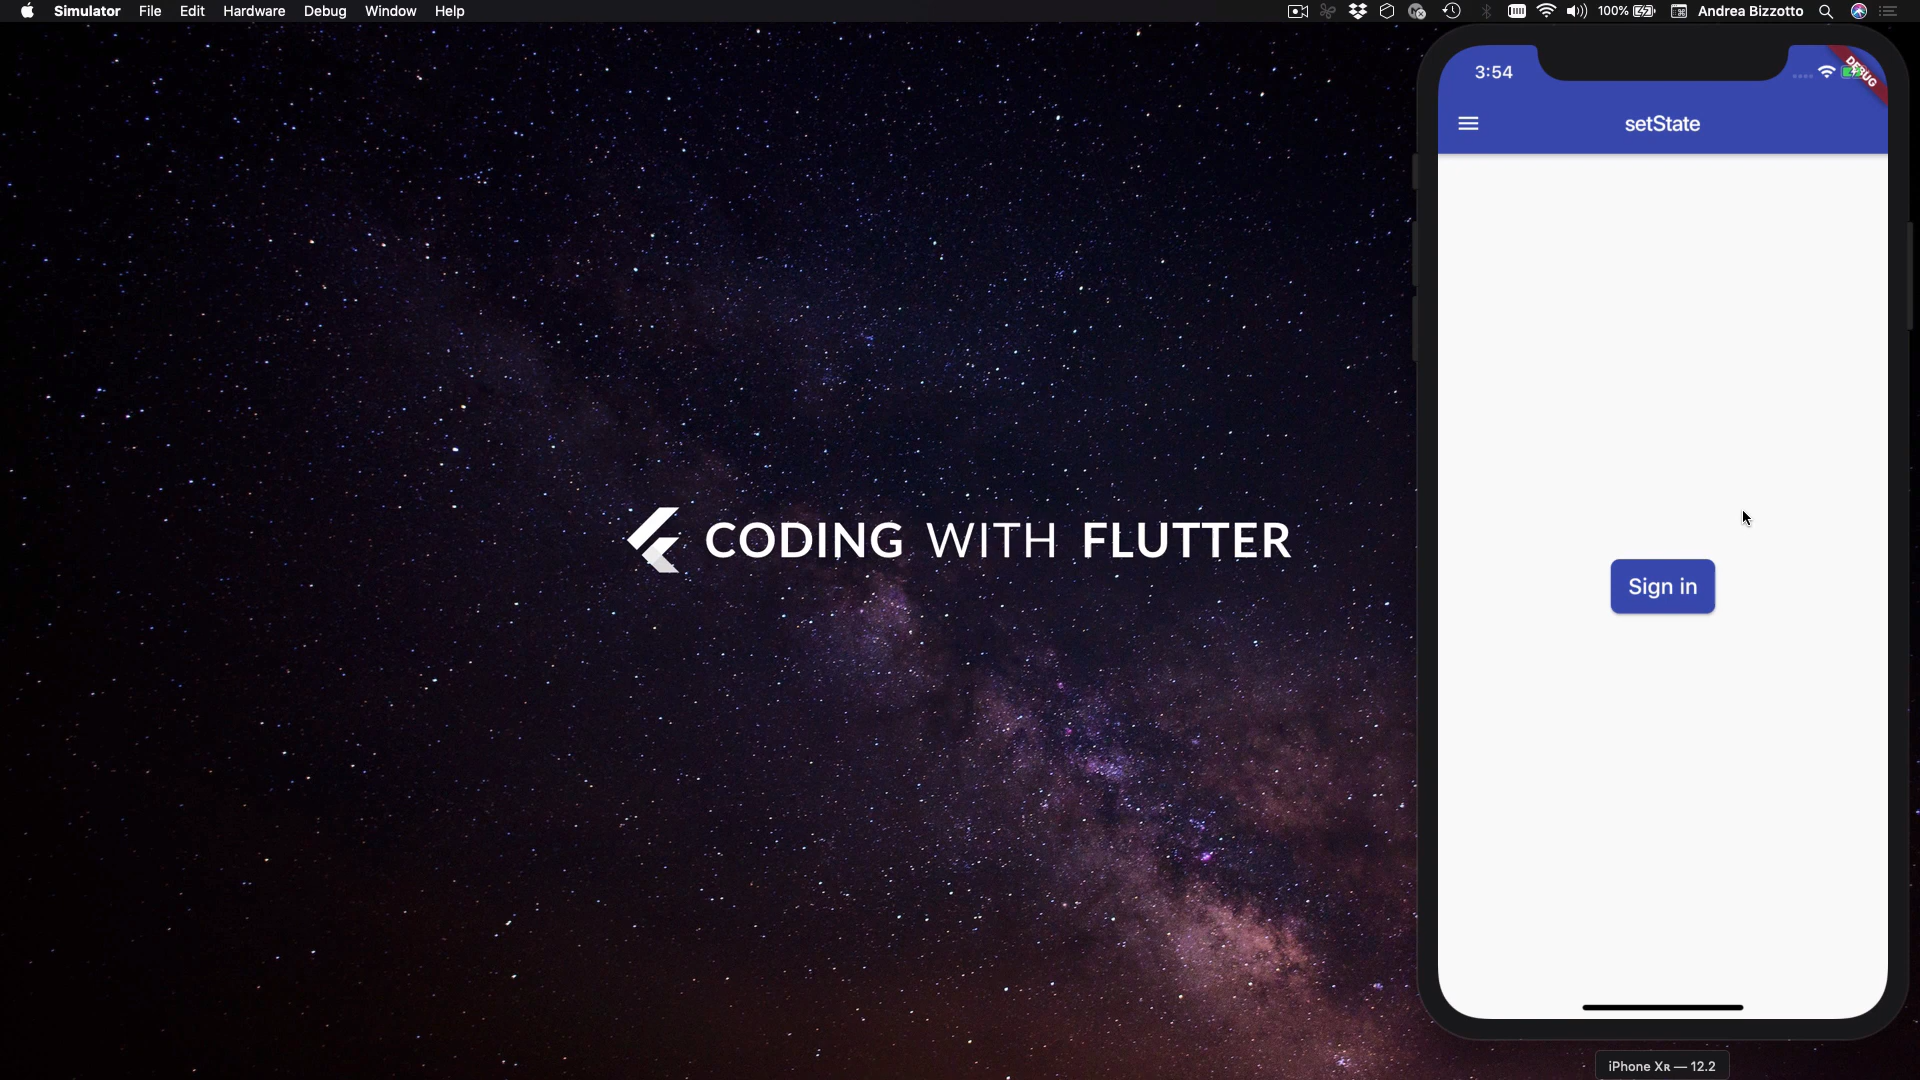 Simulator File Edit Hardware Debug Window Help 100% Andrea Bizzotto
3:54
DEBUG
setState
CODING WITH FLUTTER
Sign in
iPhone Xʀ — 12.2